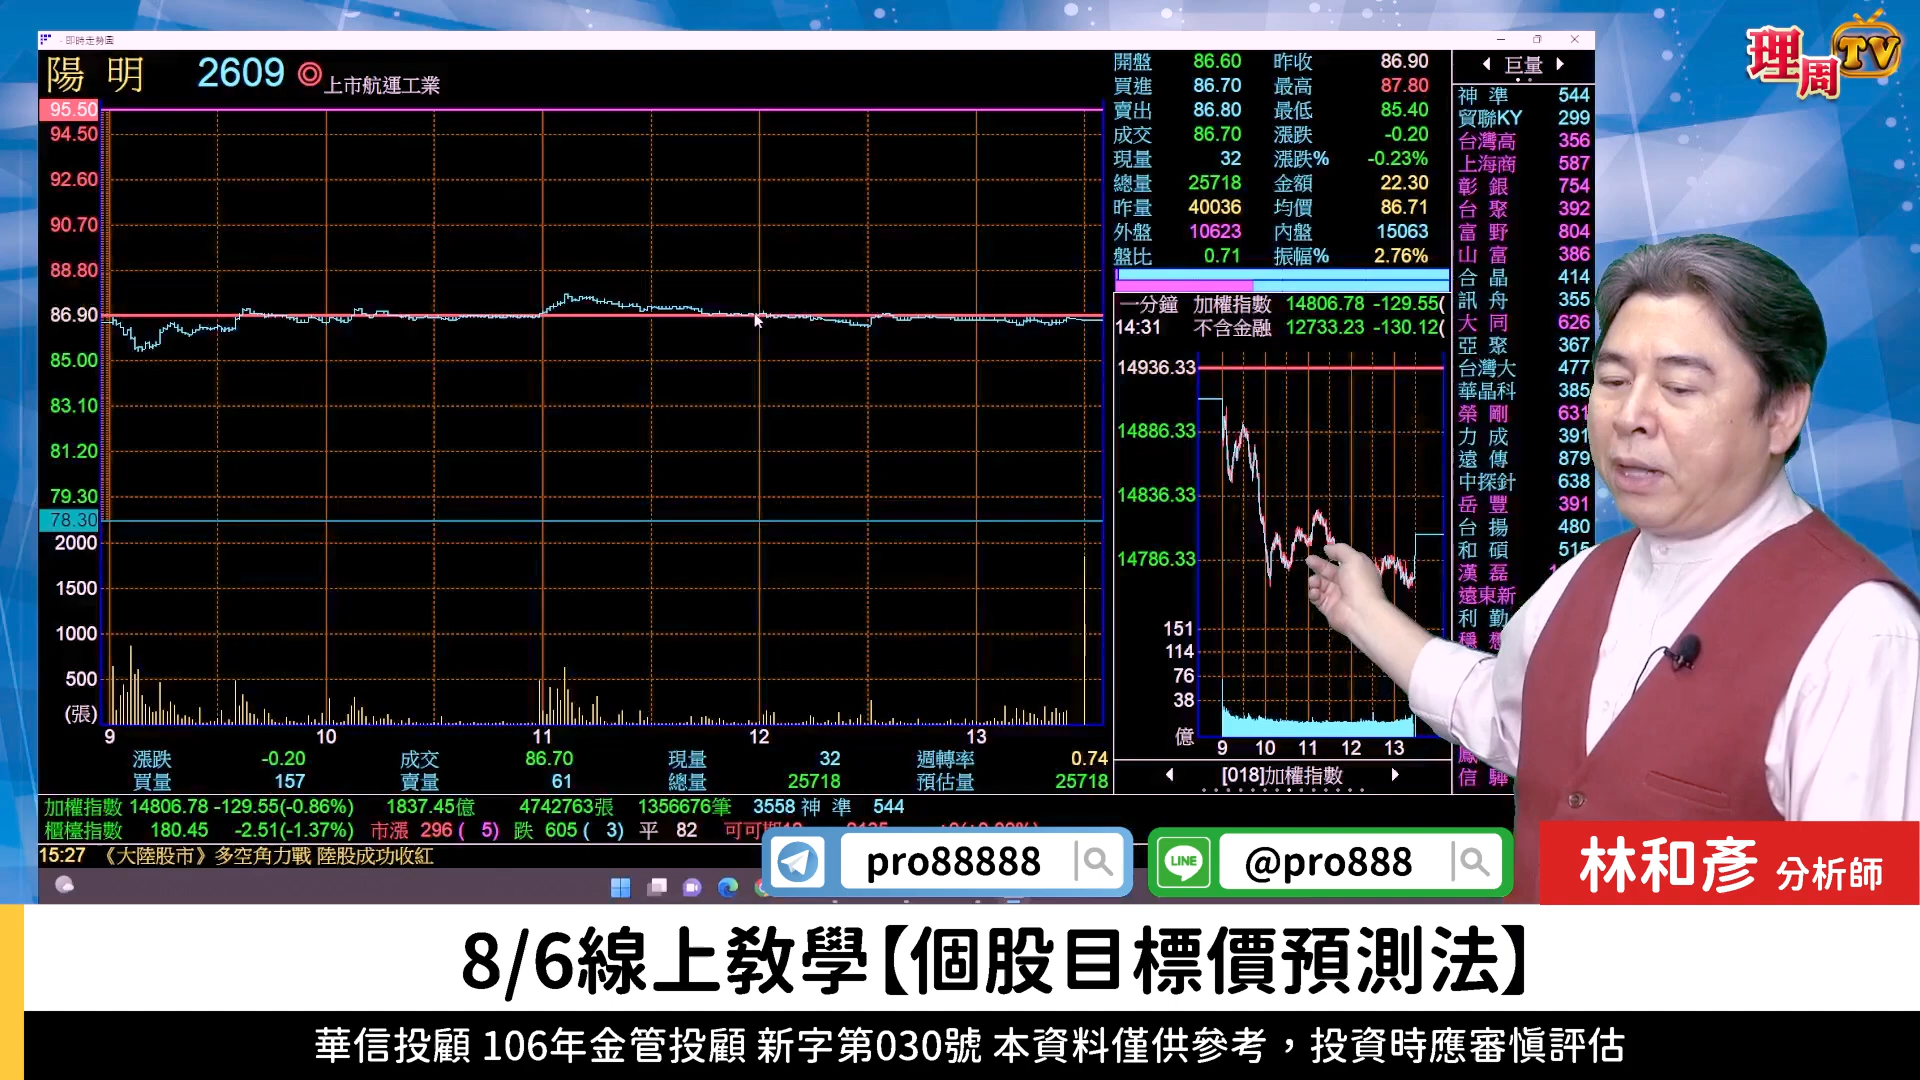 理周TV
即時走勢圖
陽 明 2609 ◎上市航運工業
95.50
94.50
92.60
90.70
88.80
86.90
85.00
83.10
81.20
79.30
78.30
2000
1500
1000
500
(張)
9 10 11 12 13
開盤 86.60 昨收 86.90
買進 86.70 最高 87.80
賣出 86.80 最低 85.40
成交 86.70 漲跌 -0.20
現量 32 漲跌% -0.23%
總量 25718 金額 22.30
昨量 40036 均價 86.71
外盤 10623 內盤 15063
盤比 0.71 振幅% 2.76%
一分鐘 加權指數 14806.78 -129.55(
14:31 不含金融 12733.23 -130.12(
14936.33
14886.33
14836.33
14786.33
151
114
76
38
億
9 10 11 12 13
[018]加權指數
巨量
神 準 544
貿聯KY 299
台灣高 356
上海商 587
彰 銀 754
台 聚 392
富 野 804
山 富 386
合 晶 414
訊 舟 355
大 同 626
亞 聚 367
台灣大 477
華晶科 385
榮 剛 631
力 成 391
遠 傳 879
中探針 638
岳 豐 391
台 揚 480
和 碩 515
漢 磊
遠東新
利 勤
穩 懋
鳳
信 驊
漲跌 -0.20 成交 86.70 現量 32 週轉率 0.74
買量 157 賣量 61 總量 25718 預估量 25718
加權指數 14806.78 -129.55(-0.86%) 1837.45億 4742763張 1356676筆 3558 神 準 544
櫃檯指數 180.45 -2.51(-1.37%) 市漲 296 ( 5) 跌 605 ( 3) 平 82
15:27 《大陸股市》多空角力戰 陸股成功收紅
pro88888
LINE @pro888
林和彥 分析師
8/6線上教學【個股目標價預測法】
華信投顧 106年金管投顧 新字第030號 本資料僅供參考，投資時應審慎評估